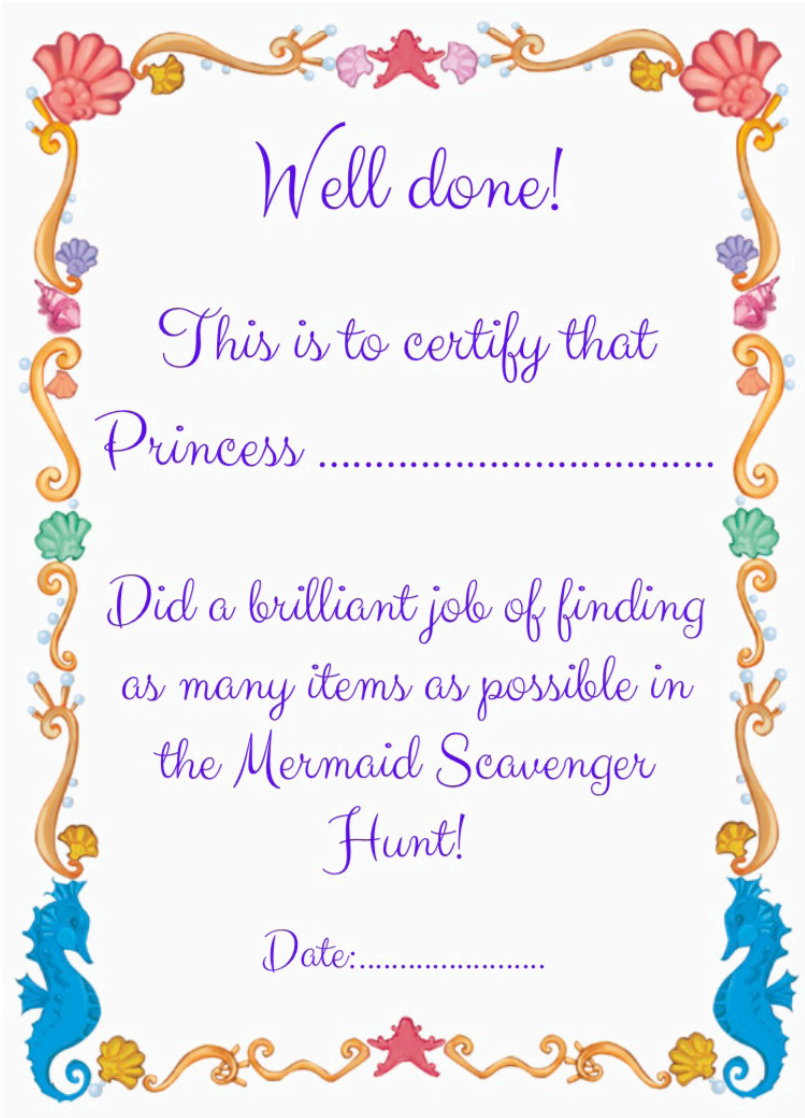 Well done!
This is to certify that
Princess ...................................
Did a brilliant job of finding
as many items as possible in
the Mermaid Scavenger
Hunt!
Date:.......................